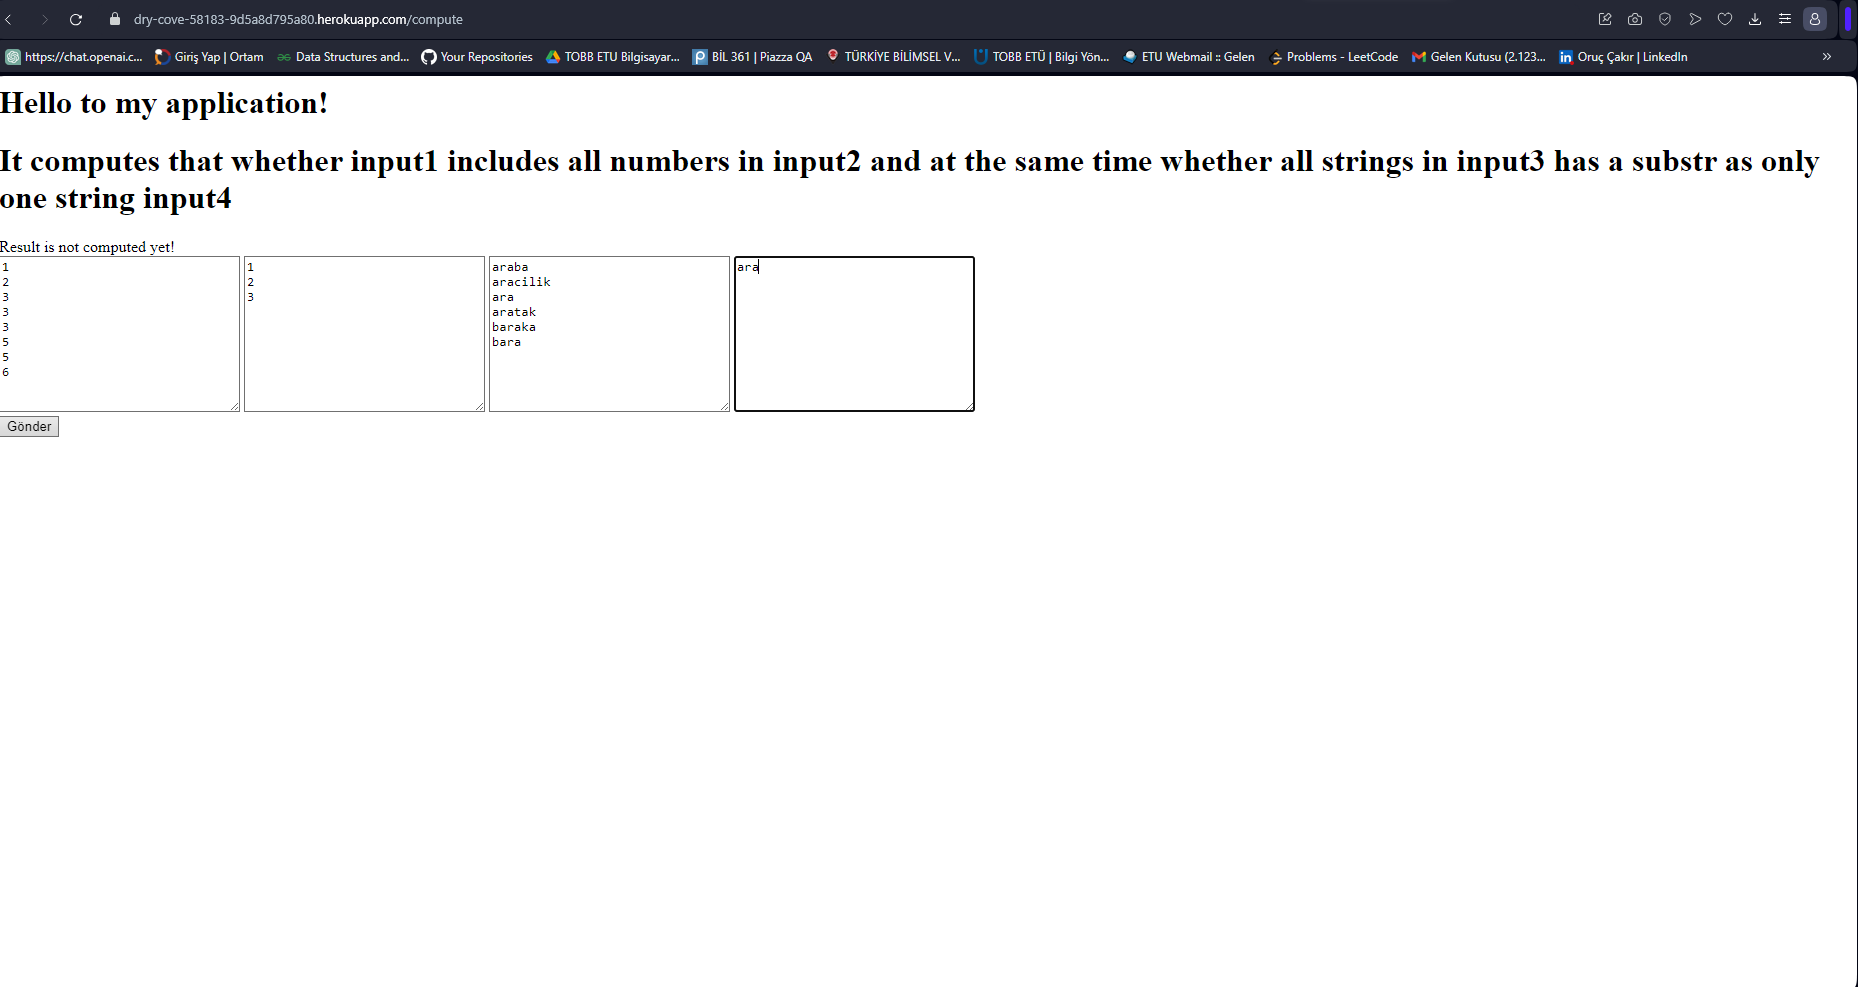 dry-cove-58183-9d5a8d795a80.herokuapp.com/compute
https://chat.openai.c... Giriş Yap | Ortam Data Structures and... Your Repositories TOBB ETU Bilgisayar... BİL 361 | Piazza QA TÜRKİYE BİLİMSEL V... TOBB ETÜ | Bilgi Yön... ETU Webmail :: Gelen Problems - LeetCode Gelen Kutusu (2.123... Oruç Çakır | LinkedIn »
Hello to my application!
It computes that whether input1 includes all numbers in input2 and at the same time whether all strings in input3 has a substr as only
one string input4
Result is not computed yet!
1
2
3
3
3
5
5
6
1
2
3
araba
aracilik
ara
aratak
baraka
bara
ara
Gönder